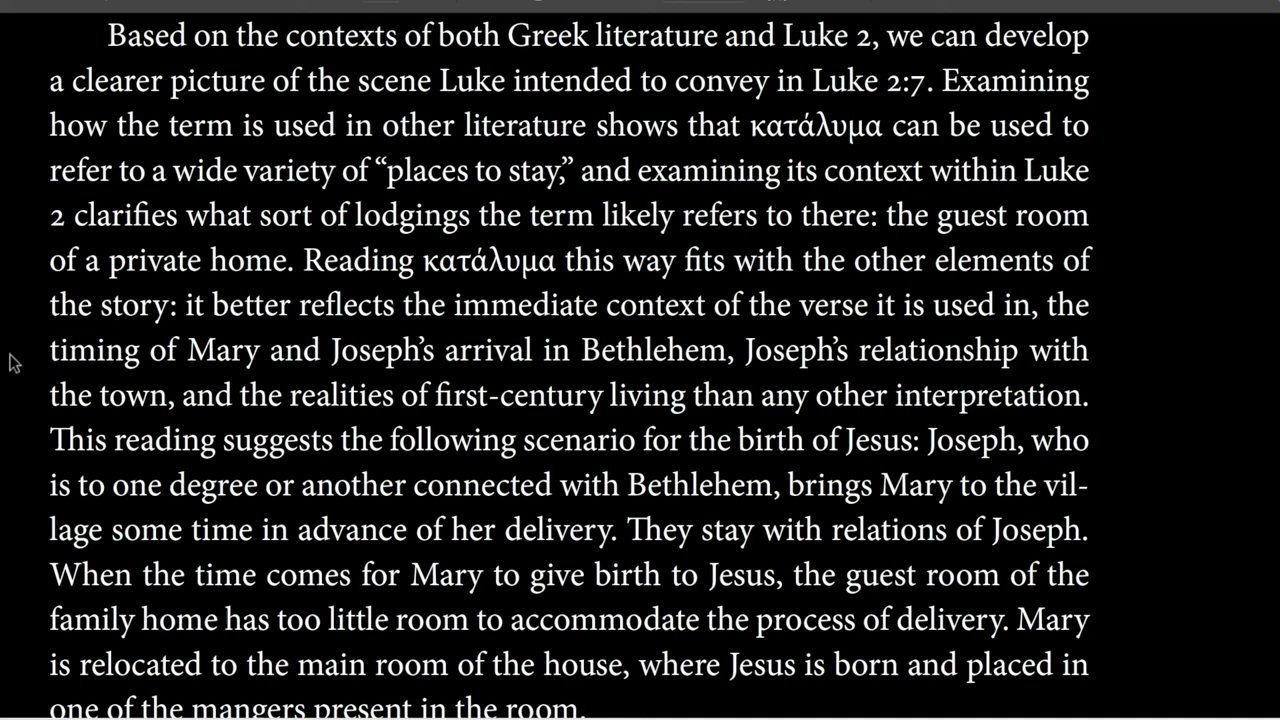 Based on the contexts of both Greek literature and Luke 2, we can develop
a clearer picture of the scene Luke intended to convey in Luke 2:7. Examining
how the term is used in other literature shows that κατάλυμα can be used to
refer to a wide variety of “places to stay,” and examining its context within Luke
2 clarifies what sort of lodgings the term likely refers to there: the guest room
of a private home. Reading κατάλυμα this way fits with the other elements of
the story: it better reflects the immediate context of the verse it is used in, the
timing of Mary and Joseph’s arrival in Bethlehem, Joseph’s relationship with
the town, and the realities of first-century living than any other interpretation.
This reading suggests the following scenario for the birth of Jesus: Joseph, who
is to one degree or another connected with Bethlehem, brings Mary to the vil-
lage some time in advance of her delivery. They stay with relations of Joseph.
When the time comes for Mary to give birth to Jesus, the guest room of the
family home has too little room to accommodate the process of delivery. Mary
is relocated to the main room of the house, where Jesus is born and placed in
one of the mangers present in the room.